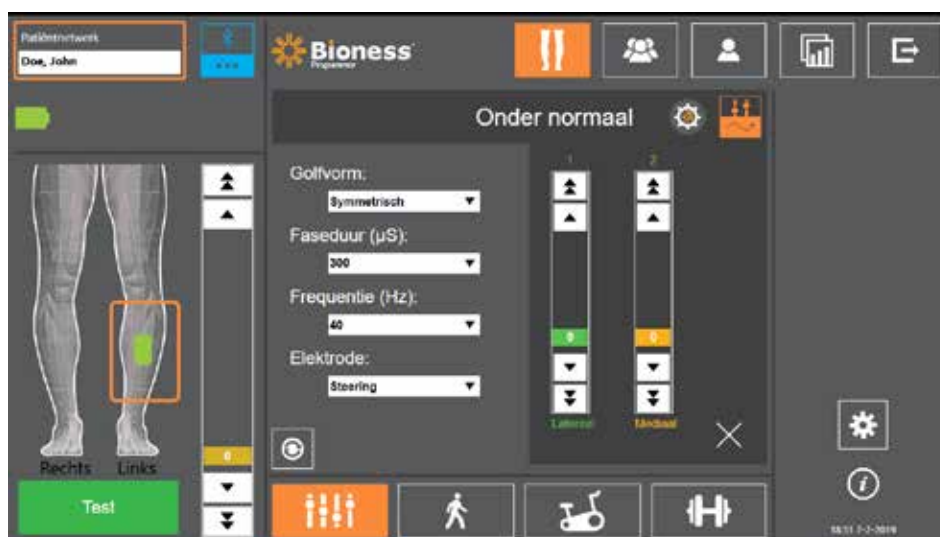 Patiëntnetwerk
Doe, John
Bioness
Programmer
Onder normaal
Golfvorm:
Symmetrisch
Faseduur (µS):
300
Frequentie (Hz):
40
Elektrode:
Steering
1
2
0
0
Lateraal
Mediaal
0
Rechts
Links
Test
i